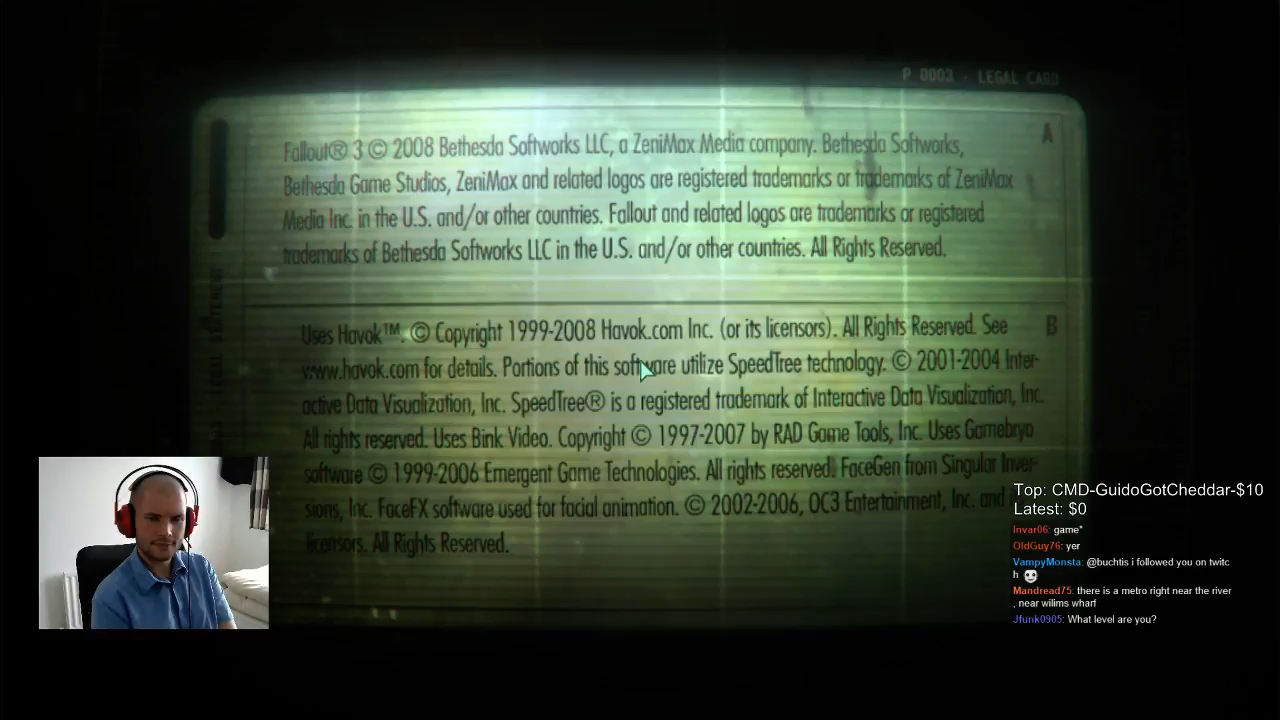 P 0003 - LEGAL CARD
A
Fallout® 3 © 2008 Bethesda Softworks LLC, a ZeniMax Media company. Bethesda Softworks,
Bethesda Game Studios, ZeniMax and related logos are registered trademarks or trademarks of ZeniMax
Media Inc. in the U.S. and/or other countries. Fallout and related logos are trademarks or registered
trademarks of Bethesda Softworks LLC in the U.S. and/or other countries. All Rights Reserved.
B
Uses Havok™. © Copyright 1999-2008 Havok.com Inc. (or its licensors). All Rights Reserved. See
www.havok.com for details. Portions of this software utilize SpeedTree technology. © 2001-2004 Inter-
active Data Visualization, Inc. SpeedTree® is a registered trademark of Interactive Data Visualization, Inc.
All rights reserved. Uses Bink Video. Copyright © 1997-2007 by RAD Game Tools, Inc. Uses Gamebryo
software © 1999-2006 Emergent Game Technologies. All rights reserved. FaceGen from Singular Inver-
sions, Inc. FaceFX software used for facial animation. © 2002-2006, OC3 Entertainment, Inc. and
licensors. All Rights Reserved.
Top: CMD-GuidoGotCheddar-$10
Latest: $0
Invar06: game*
OldGuy76: yer
VampyMonsta: @buchtis i followed you on twitc
h
Mandread75: there is a metro right near the river
, near wilims wharf
Jfunk0905: What level are you?